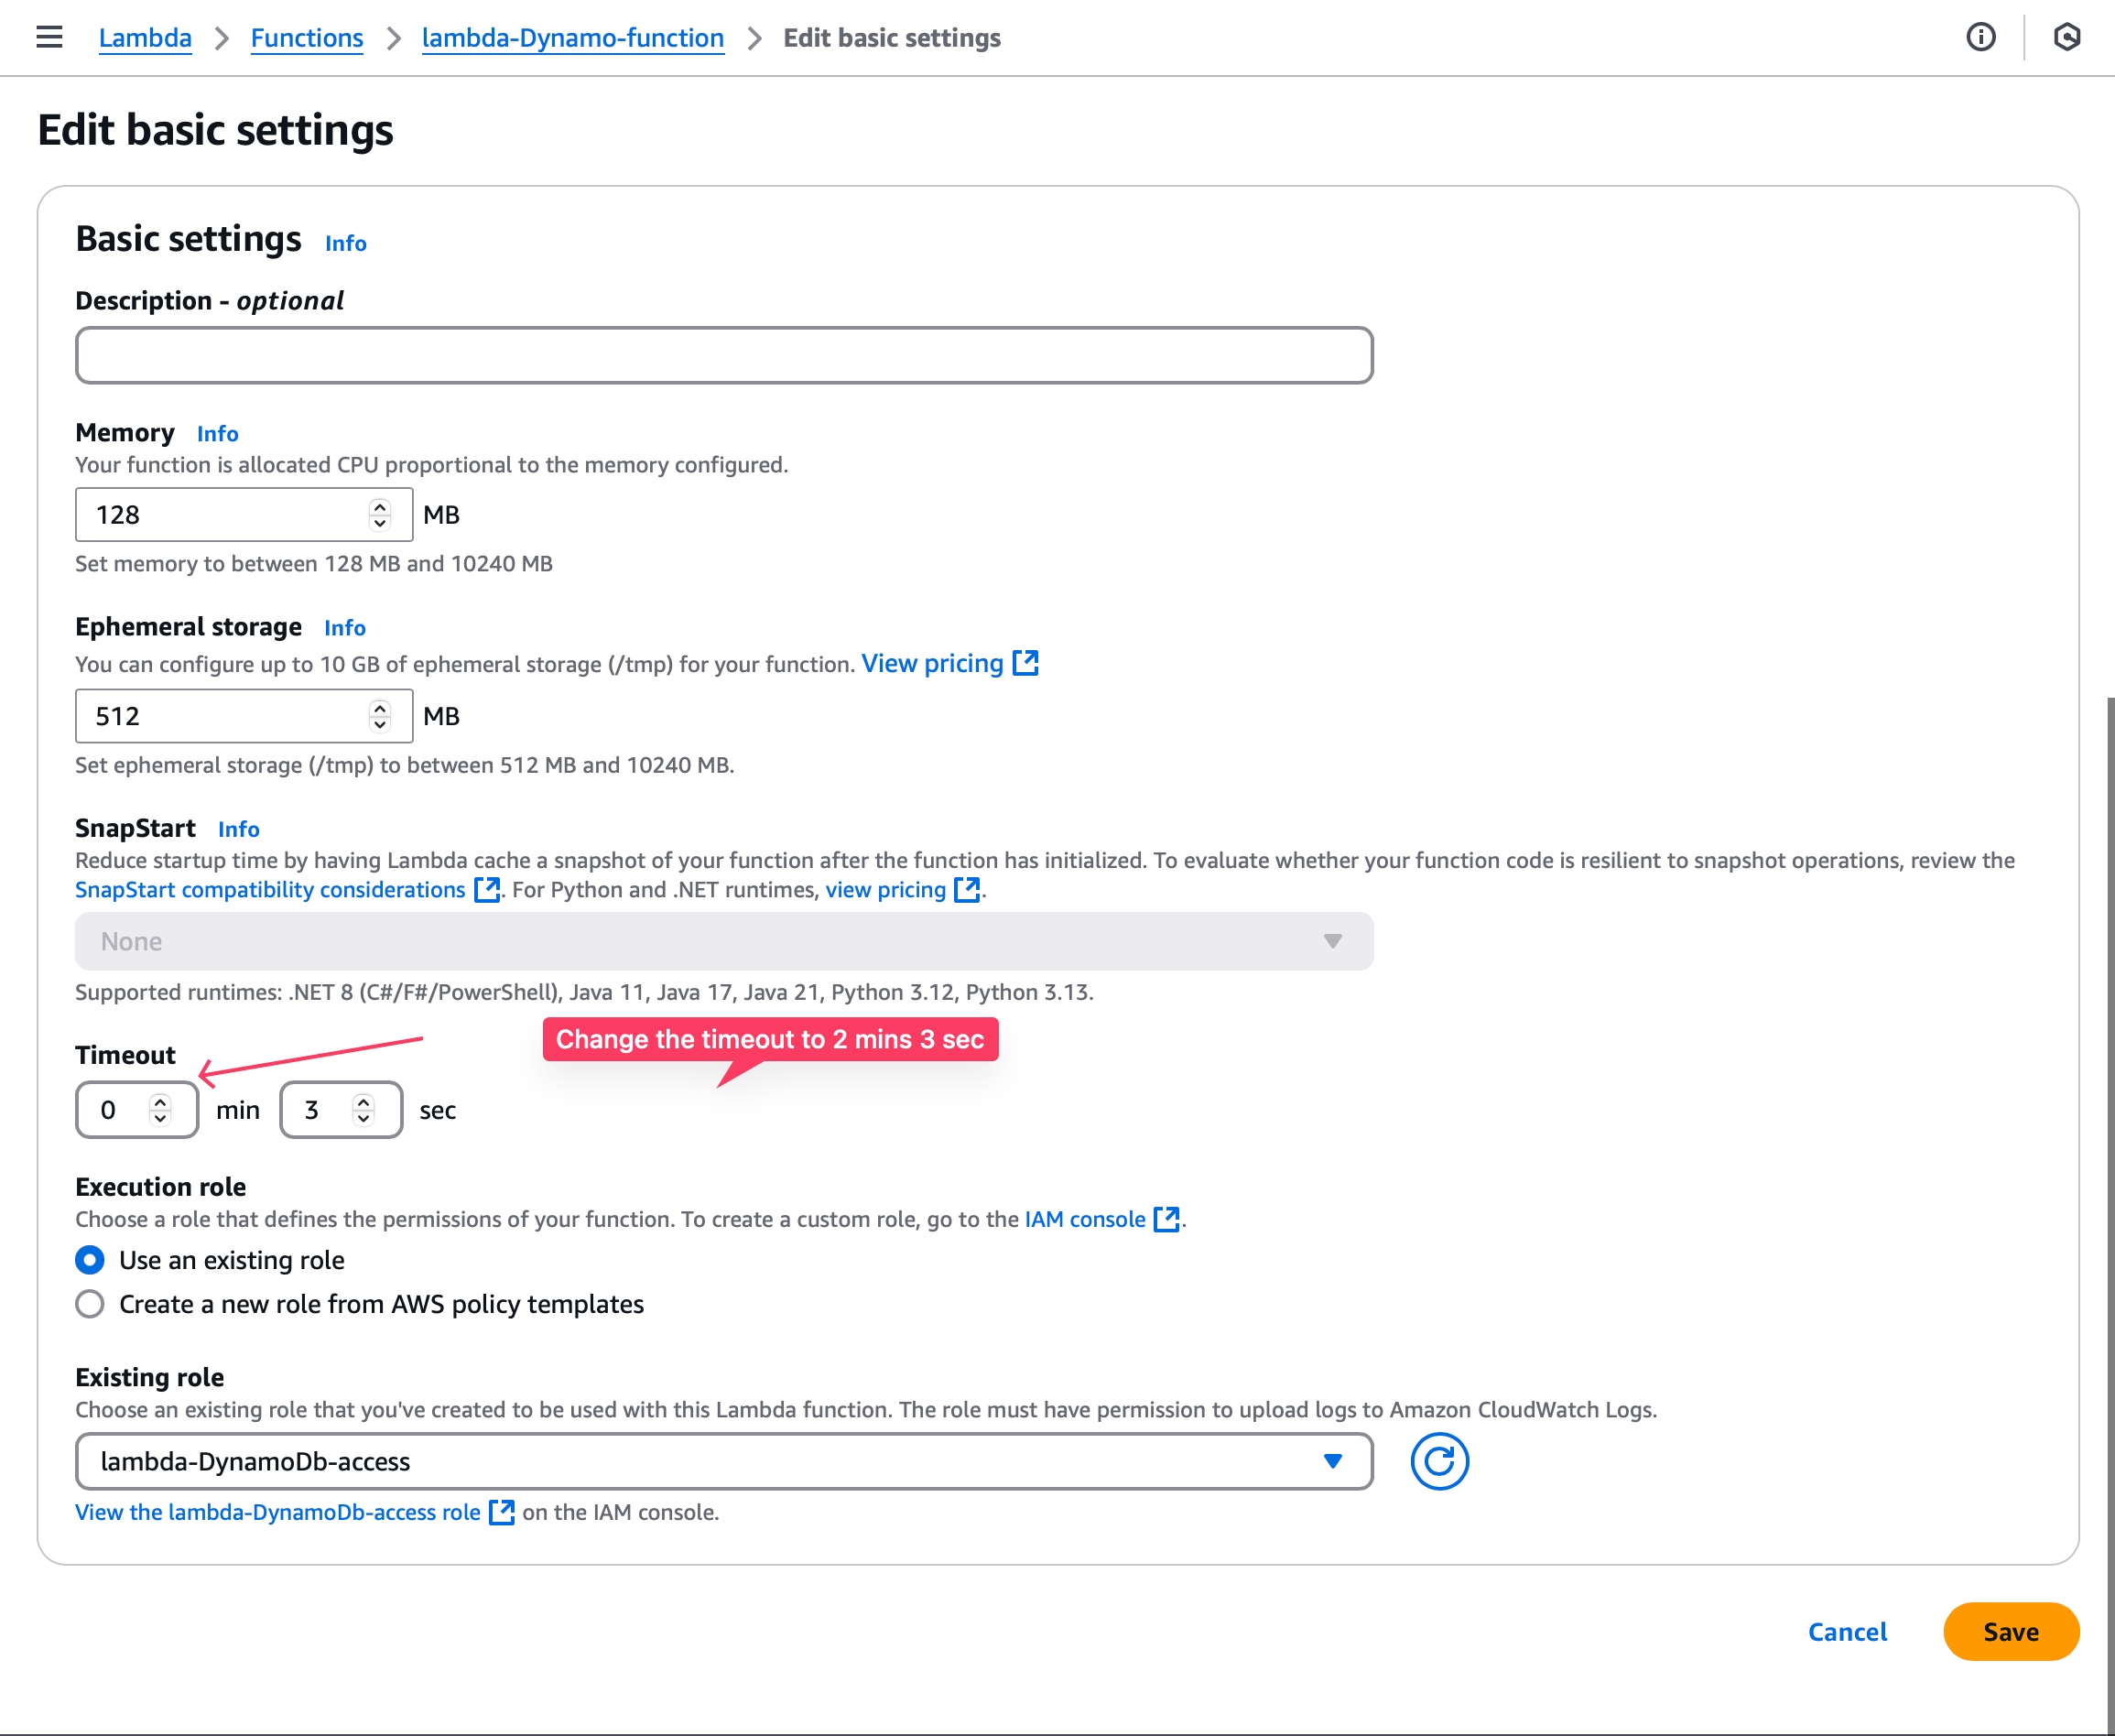 Lambda > Functions > lambda-Dynamo-function > Edit basic settings
Edit basic settings
Basic settings Info
Description - optional
Memory Info
Your function is allocated CPU proportional to the memory configured.
128 MB
Set memory to between 128 MB and 10240 MB
Ephemeral storage Info
You can configure up to 10 GB of ephemeral storage (/tmp) for your function. View pricing
512 MB
Set ephemeral storage (/tmp) to between 512 MB and 10240 MB.
SnapStart Info
Reduce startup time by having Lambda cache a snapshot of your function after the function has initialized. To evaluate whether your function code is resilient to snapshot operations, review the
SnapStart compatibility considerations. For Python and .NET runtimes, view pricing.
None
Supported runtimes: .NET 8 (C#/F#/PowerShell), Java 11, Java 17, Java 21, Python 3.12, Python 3.13.
Change the timeout to 2 mins 3 sec
Timeout
0 min 3 sec
Execution role
Choose a role that defines the permissions of your function. To create a custom role, go to the IAM console.
Use an existing role
Create a new role from AWS policy templates
Existing role
Choose an existing role that you've created to be used with this Lambda function. The role must have permission to upload logs to Amazon CloudWatch Logs.
lambda-DynamoDb-access
View the lambda-DynamoDb-access role on the IAM console.
Cancel Save